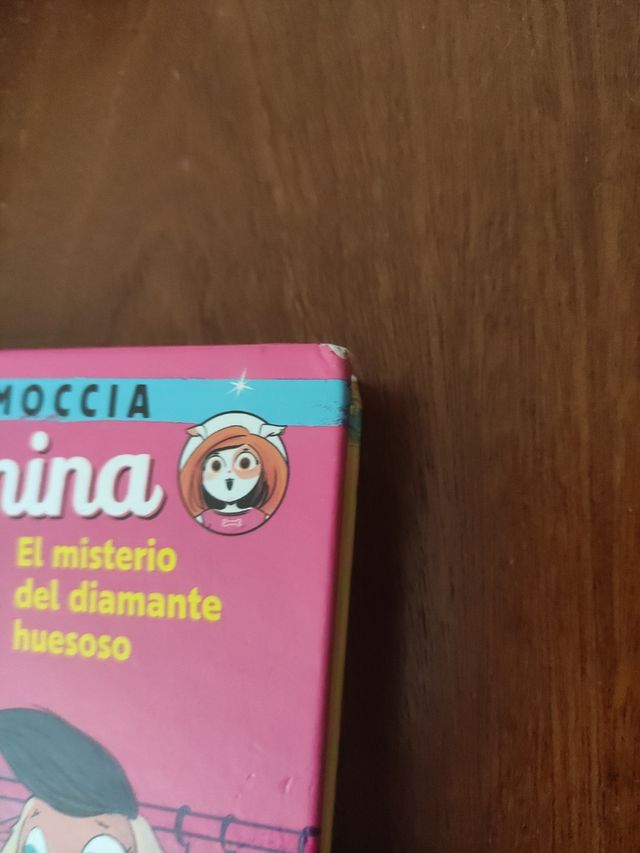 MOCCIA
nina
El misterio
del diamante
huesoso